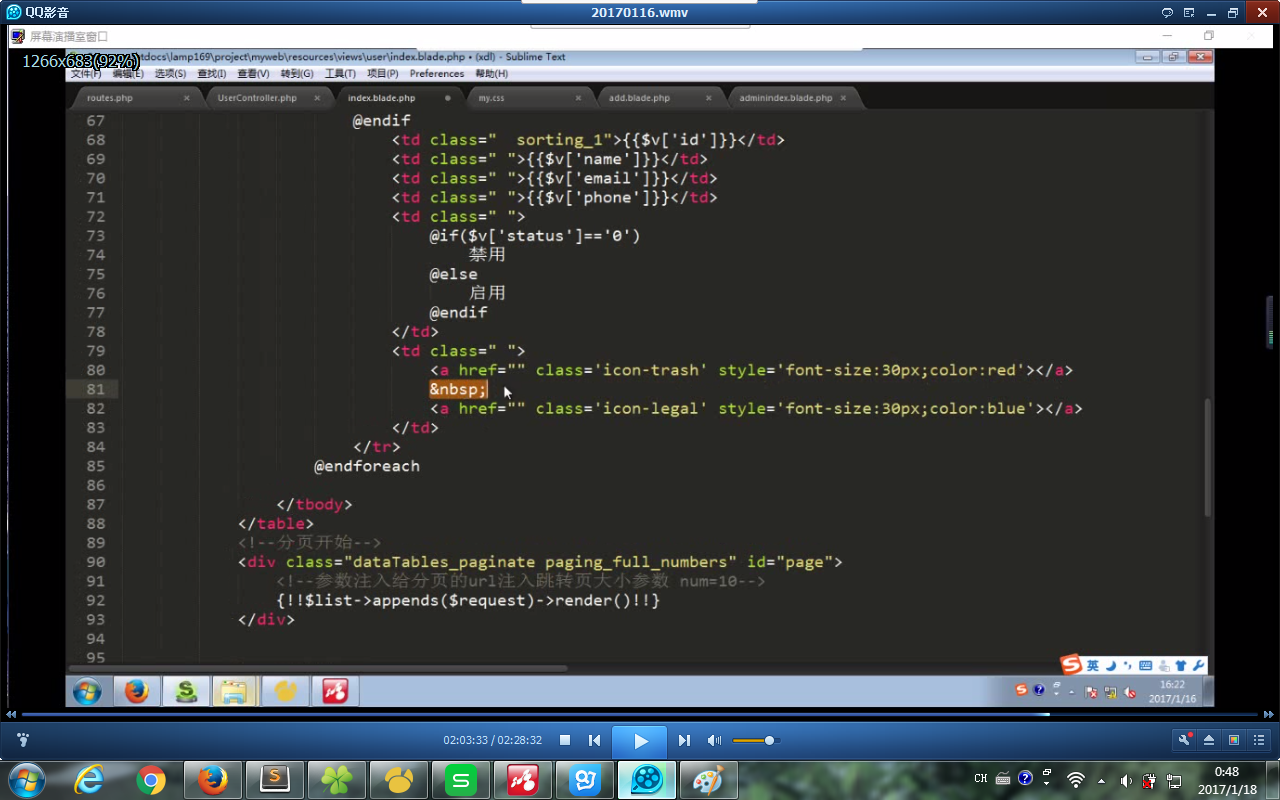 QQ影音
20170116.wmv
屏幕演播室窗口
1266x683(92%)
tdocs\lamp169\project\myweb\resources\views\user\index.blade.php • (xdl) - Sublime Text
文件(F) 编辑(E) 选项(S) 查找(I) 查看(V) 转到(G) 工具(T) 项目(P) Preferences 帮助(H)
routes.php × UserController.php × index.blade.php my.css × add.blade.php × adminindex.blade.php ×
67 @endif
68 <td class="  sorting_1">{{$v['id']}}</td>
69 <td class=" ">{{$v['name']}}</td>
70 <td class=" ">{{$v['email']}}</td>
71 <td class=" ">{{$v['phone']}}</td>
72 <td class=" ">
73 @if($v['status']=='0')
74 禁用
75 @else
76 启用
77 @endif
78 </td>
79 <td class=" ">
80 <a href="" class='icon-trash' style='font-size:30px;color:red'></a>
81 &nbsp;
82 <a href="" class='icon-legal' style='font-size:30px;color:blue'></a>
83 </td>
84 </tr>
85 @endforeach
86
87 </tbody>
88 </table>
89 <!--分页开始-->
90 <div class="dataTables_paginate paging_full_numbers" id="page">
91 <!--参数注入给分页的url注入跳转页大小参数 num=10-->
92 {!!$list->appends($request)->render()!!}
93 </div>
94
95
英
16:22
2017/1/16
02:03:33 / 02:28:32
CH
0:48
2017/1/18